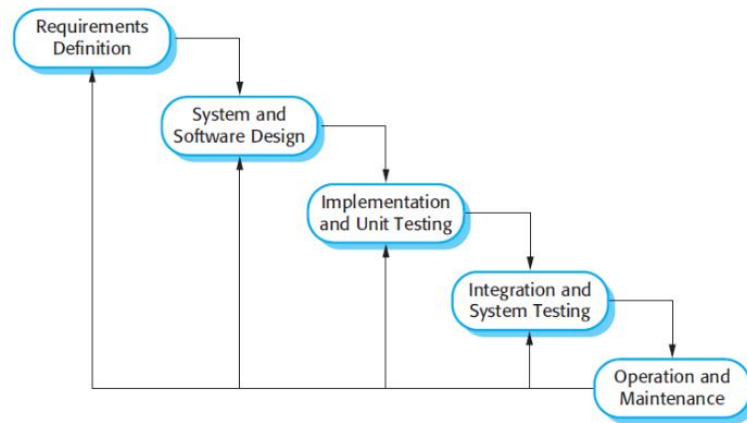 Requirements
Definition
System and
Software Design
Implementation
and Unit Testing
Integration and
System Testing
Operation and
Maintenance